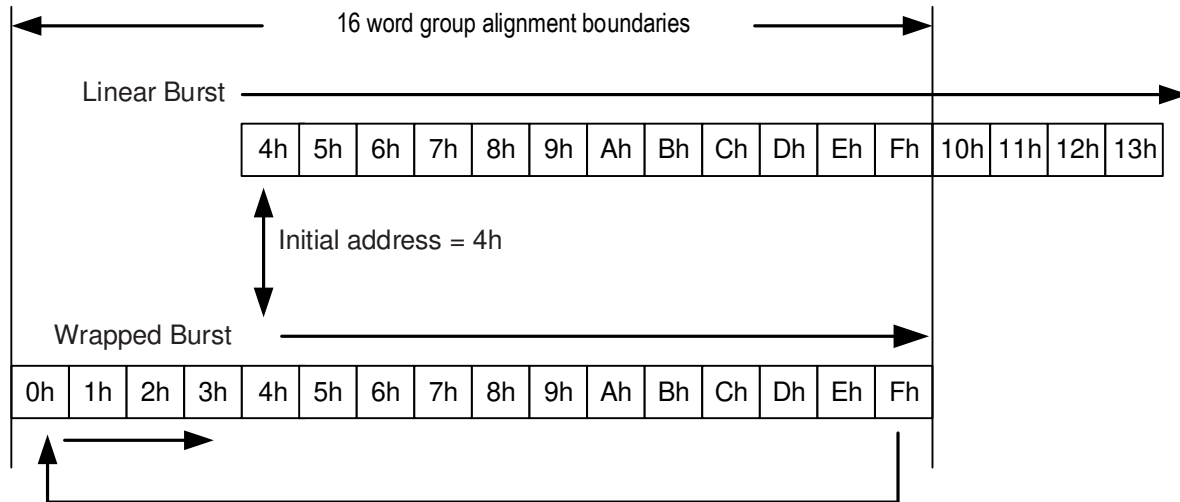 16 word group alignment boundaries
Linear Burst
4h 5h 6h 7h 8h 9h Ah Bh Ch Dh Eh Fh 10h 11h 12h 13h
Initial address = 4h
Wrapped Burst
0h 1h 2h 3h 4h 5h 6h 7h 8h 9h Ah Bh Ch Dh Eh Fh